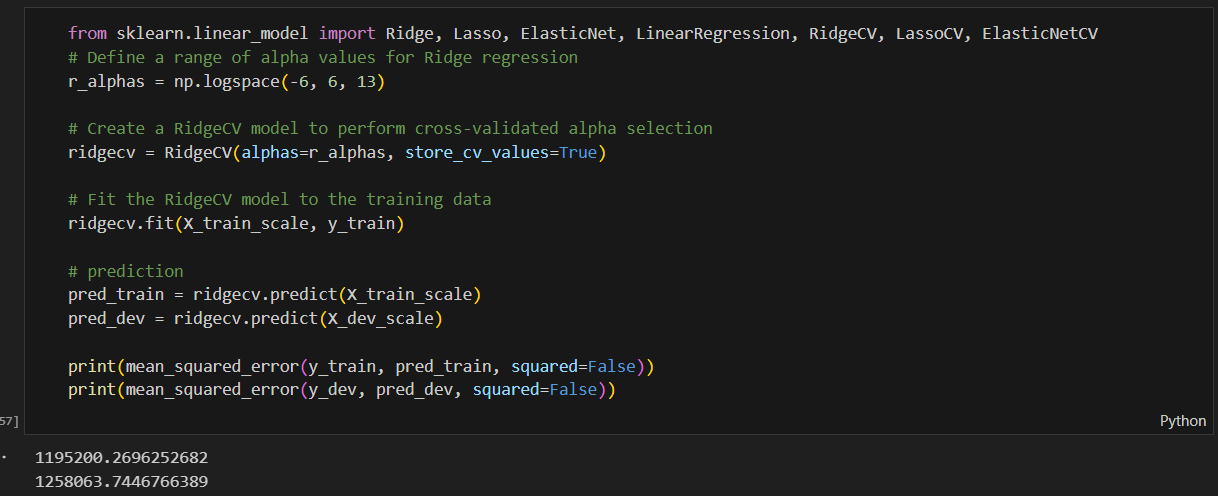 from sklearn.linear_model import Ridge, Lasso, ElasticNet, LinearRegression, RidgeCV, LassoCV, ElasticNetCV
# Define a range of alpha values for Ridge regression
r_alphas = np.logspace(-6, 6, 13)
# Create a RidgeCV model to perform cross-validated alpha selection
ridgecv = RidgeCV(alphas=r_alphas, store_cv_values=True)
# Fit the RidgeCV model to the training data
ridgecv.fit(X_train_scale, y_train)
# prediction
pred_train = ridgecv.predict(X_train_scale)
pred_dev = ridgecv.predict(X_dev_scale)
print(mean_squared_error(y_train, pred_train, squared=False))
print(mean_squared_error(y_dev, pred_dev, squared=False))
57]
Python
1195200.2696252682
1258063.7446766389